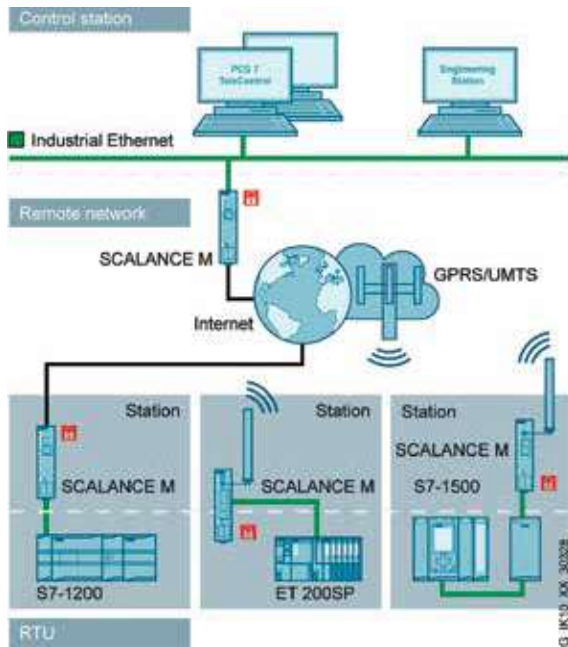 Control station
PCS 7
TeleControl
Engineering
Station
Industrial Ethernet
Remote network
SCALANCE M
GPRS/UMTS
Internet
Station
Station
Station
SCALANCE M
SCALANCE M
SCALANCE M
S7-1500
S7-1200
ET 200SP
G_IK10_XX_30328
RTU